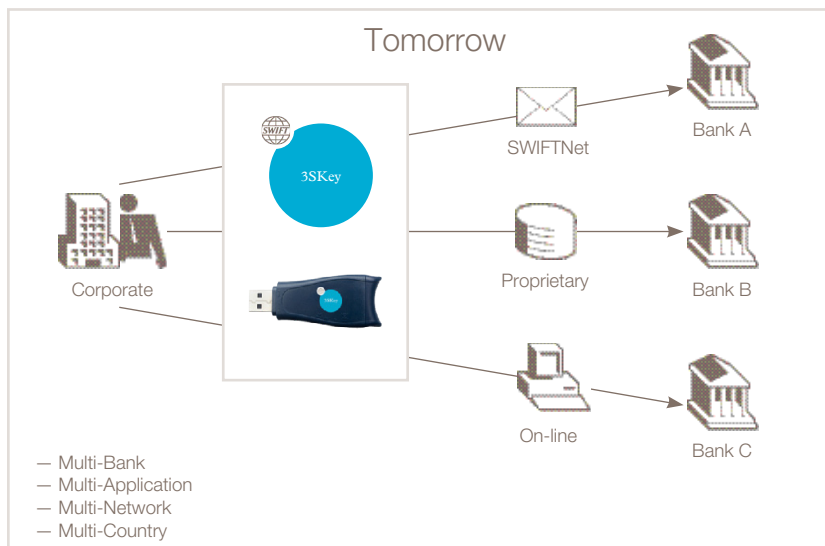 Tomorrow
SWIFT
3SKey
3SKey
Corporate
SWIFTNet
Proprietary
On-line
Bank A
Bank B
Bank C
— Multi-Bank
— Multi-Application
— Multi-Network
— Multi-Country